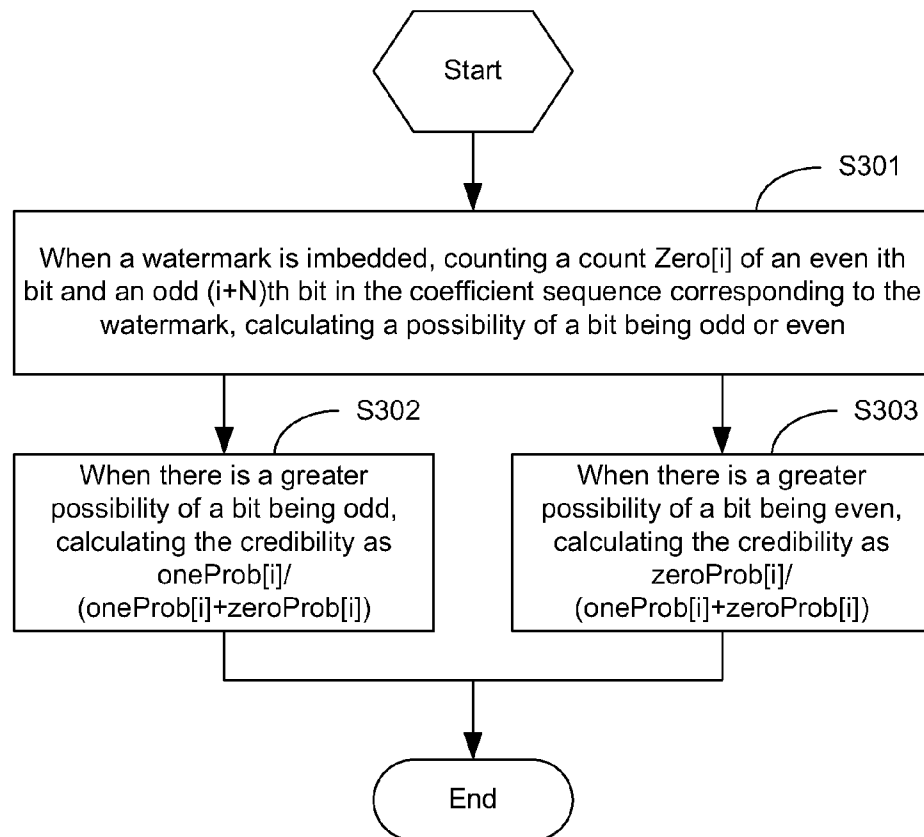 Start
S301
When a watermark is imbedded, counting a count Zero[i] of an even ith
bit and an odd (i+N)th bit in the coefficient sequence corresponding to the
watermark, calculating a possibility of a bit being odd or even
S302
When there is a greater
possibility of a bit being odd,
calculating the credibility as
oneProb[i]/
(oneProb[i]+zeroProb[i])
S303
When there is a greater
possibility of a bit being even,
calculating the credibility as
zeroProb[i]/
(oneProb[i]+zeroProb[i])
End